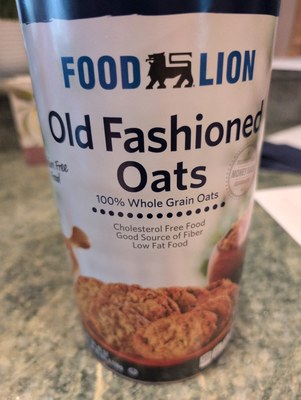 FOOD LION
Old Fashioned
Oats
100% Whole Grain Oats
Cholesterol Free Food
Good Source of Fiber
Low Fat Food
Free